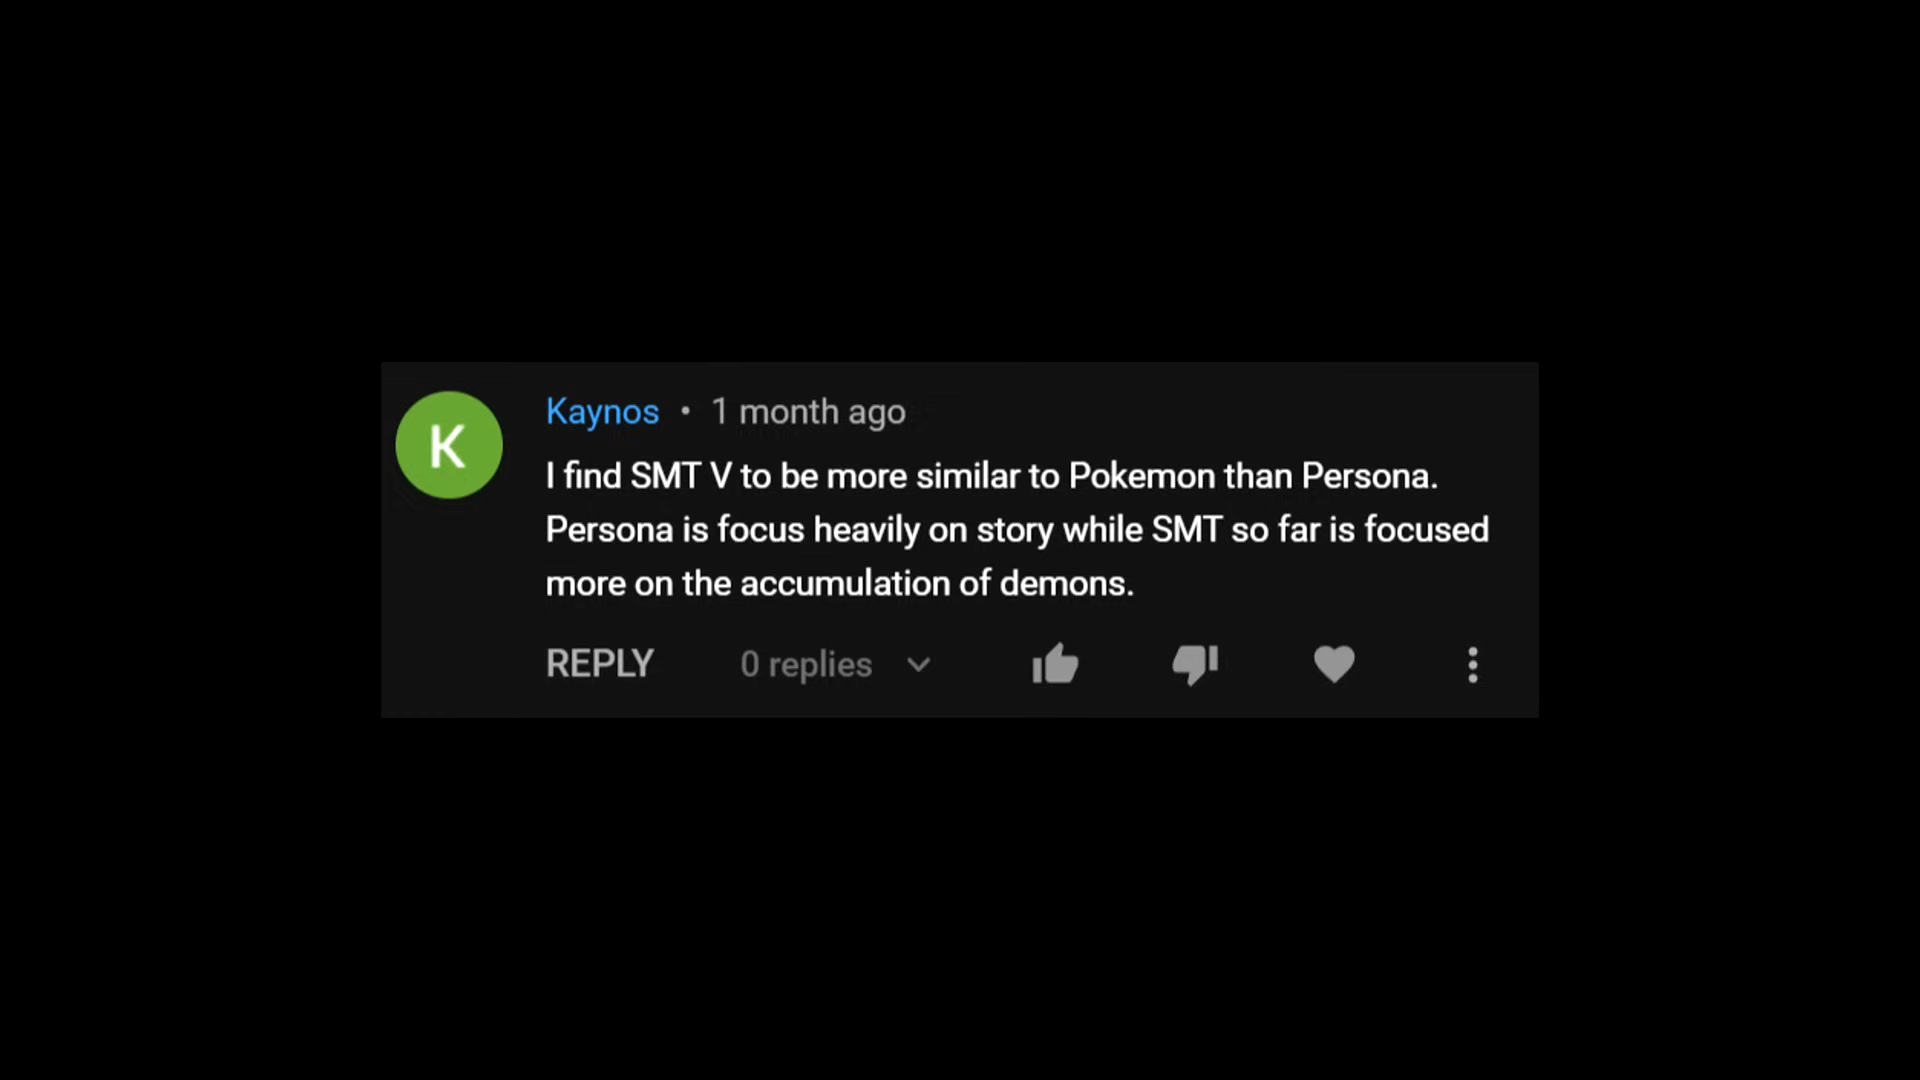 K
Kaynos • 1 month ago
I find SMT V to be more similar to Pokemon than Persona.
Persona is focus heavily on story while SMT so far is focused
more on the accumulation of demons.
REPLY 0 replies